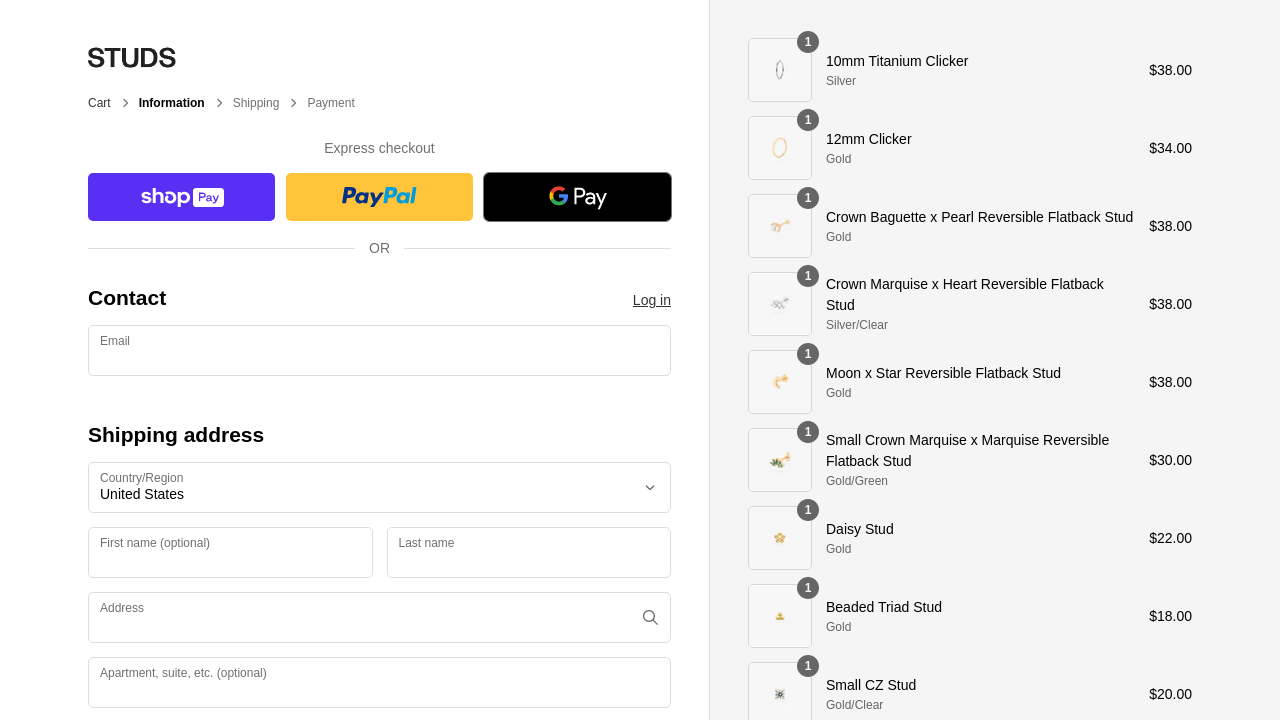 STUDS
Cart
Information
Shipping
Payment
Express checkout
shop Pay
PayPal
G Pay
OR
Contact
Log in
Email
Shipping address
Country/Region
United States
First name (optional)
Last name
Address
Apartment, suite, etc. (optional)
1
10mm Titanium Clicker
Silver
$38.00
1
12mm Clicker
Gold
$34.00
1
Crown Baguette x Pearl Reversible Flatback Stud
Gold
$38.00
1
Crown Marquise x Heart Reversible Flatback
Stud
Silver/Clear
$38.00
1
Moon x Star Reversible Flatback Stud
Gold
$38.00
1
Small Crown Marquise x Marquise Reversible
Flatback Stud
Gold/Green
$30.00
1
Daisy Stud
Gold
$22.00
1
Beaded Triad Stud
Gold
$18.00
1
Small CZ Stud
Gold/Clear
$20.00